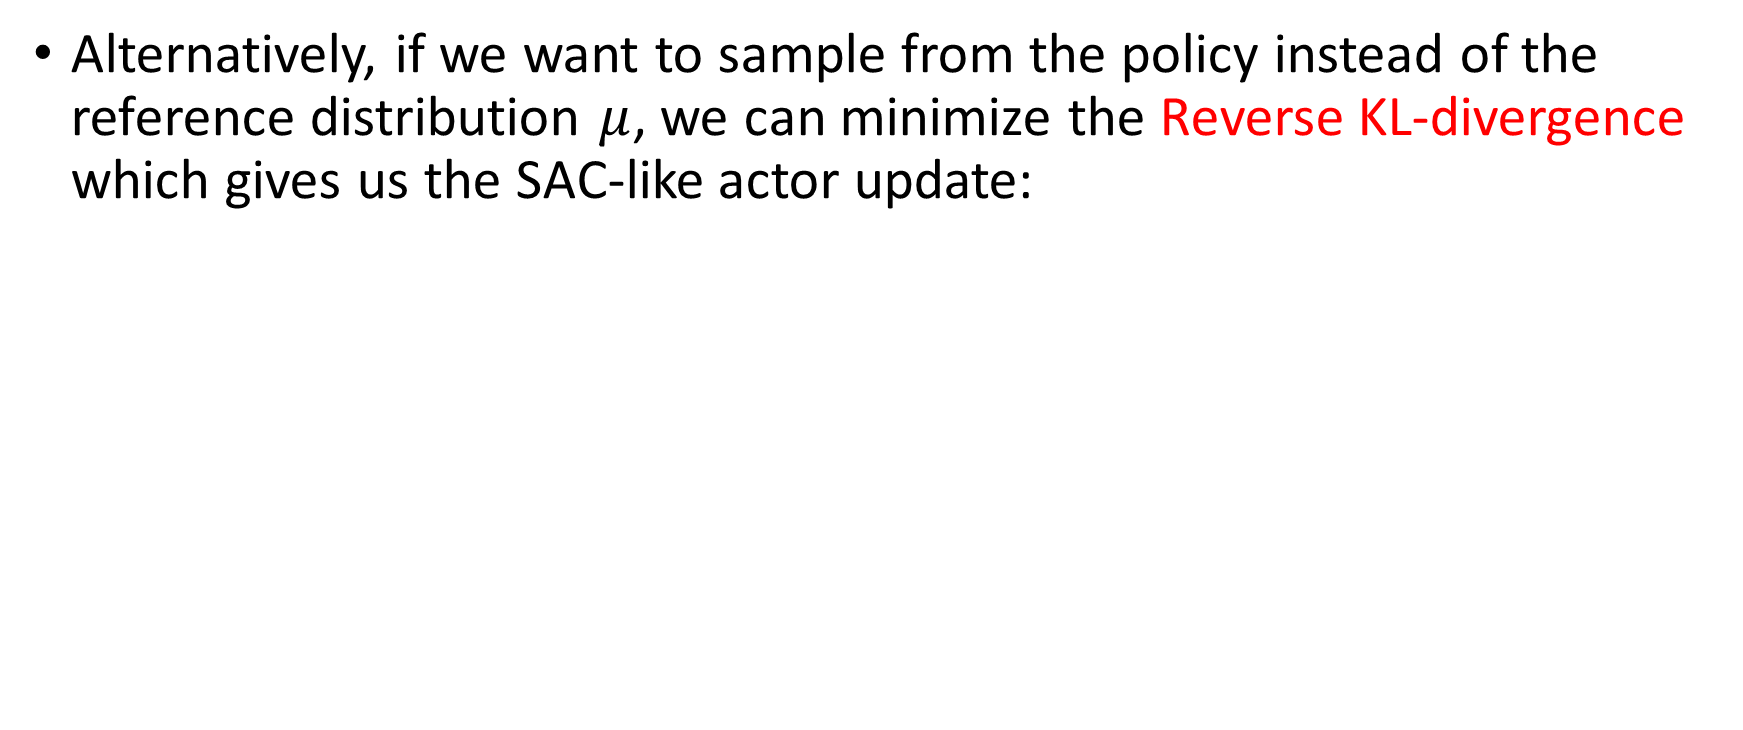 • Alternatively, if we want to sample from the policy instead of the
reference distribution 𝜇, we can minimize the Reverse KL-divergence
which gives us the SAC-like actor update: